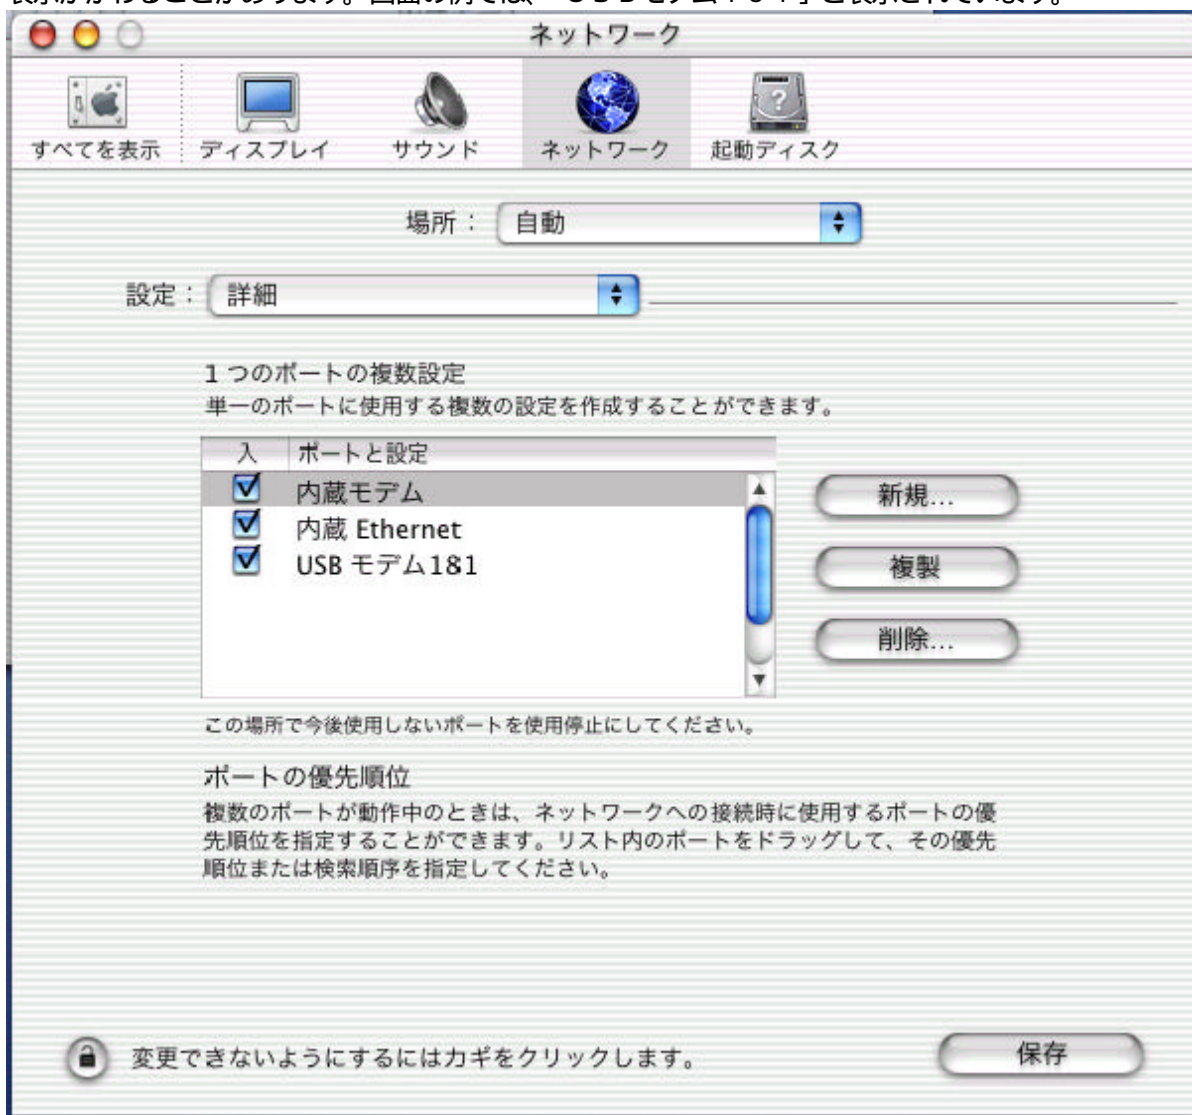 ネットワーク
すべてを表示 ディスプレイ サウンド ネットワーク 起動ディスク
場所： 自動
設定： 詳細
1 つのポートの複数設定
単一のポートに使用する複数の設定を作成することができます。
入 ポートと設定
内蔵モデム
内蔵 Ethernet
USB モデム1&1
新規...
複製
削除...
この場所で今後使用しないポートを使用停止にしてください。
ポートの優先順位
複数のポートが動作中のときは、ネットワークへの接続時に使用するポートの優
先順位を指定することができます。リスト内のポートをドラッグして、その優先
順位または検索順序を指定してください。
変更できないようにするにはカギをクリックします。
保存